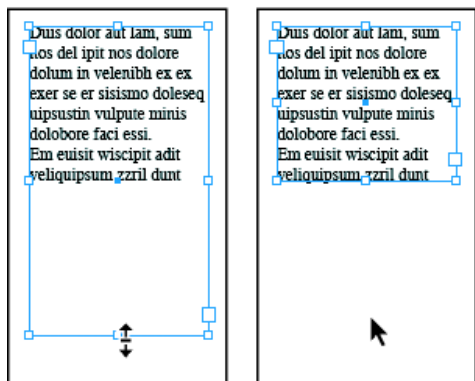 Duis dolor aut lam, sum
nos del ipit nos dolore
dolum in velenibh ex ex
exer se er sisismo doleseq
uipsustin vulpute minis
dolobore faci essi.
Em euisit wiscipit adit
veliquipsum zzril dunt
Duis dolor aut lam, sum
nos del ipit nos dolore
dolum in velenibh ex ex
exer se er sisismo doleseq
uipsustin vulpute minis
dolobore faci essi.
Em euisit wiscipit adit
veliquipsum zzril dunt